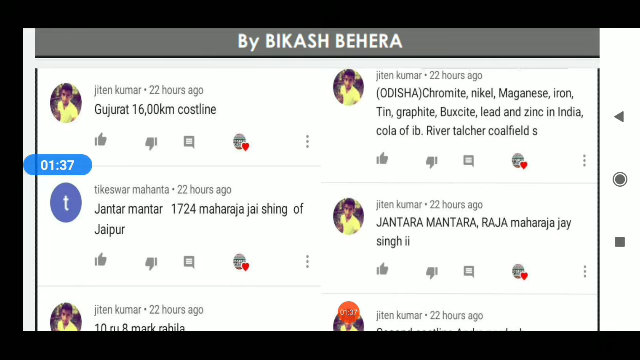 By BIKASH BEHERA
jiten kumar • 22 hours ago
Gujurat 16,00km costline
01:37
tikeswar mahanta • 22 hours ago
t
Jantar mantar 1724 maharaja jai shing of
Jaipur
jiten kumar • 22 hours ago
10 ru 8 mark rahila
jiten kumar • 22 hours ago
(ODISHA)Chromite, nikel, Maganese, iron,
Tin, graphite, Buxcite, lead and zinc in India,
cola of ib. River talcher coalfield s
jiten kumar • 22 hours ago
JANTARA MANTARA, RAJA maharaja jay
singh ii
01:37
jiten kumar • 22 hours ago